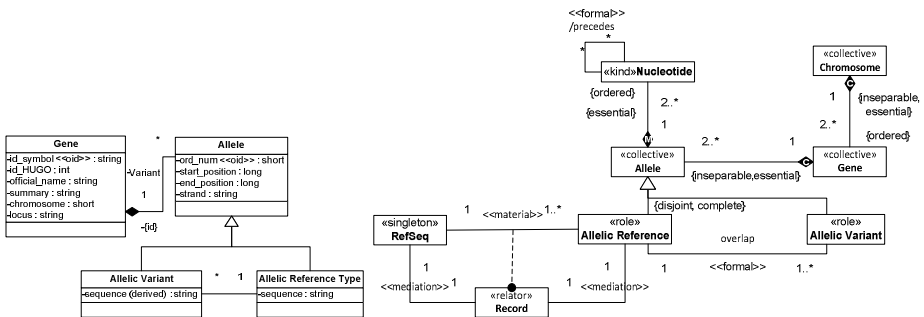 Gene
-id_symbol <<oid>> : string
-id_HUGO : int
-official_name : string
-summary : string
-chromosome : short
-locus : string
*
-Variant
1
-{id}
Allele
-ord_num <<oid>> : short
-start_position : long
-end_position : long
-strand : string
Allelic Variant
-sequence (derived) : string
*
1
Allelic Reference Type
-sequence : string
<<formal>>
/precedes
*
*
«kind»Nucleotide
{ordered}
{essential}
2..*
1
M
«collective»
Chromosome
C
1
{inseparable,
essential}
2..*
{ordered}
«collective»
Allele
2..*
1
C
{inseparable,essential}
«collective»
Gene
{disjoint, complete}
«singleton»
RefSeq
1
<<material>>
1..*
«role»
Allelic Reference
overlap
«role»
Allelic Variant
1
<<formal>>
1..*
1
1
<<mediation>>
1
1
<<mediation>>
«relator»
Record